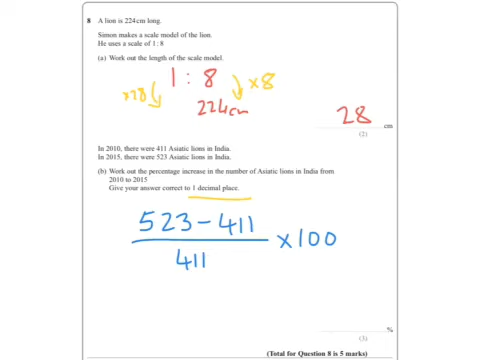 8 A lion is 224 cm long.
Simon makes a scale model of the lion.
He uses a scale of 1 : 8
(a) Work out the length of the scale model.
1 : 8
×28 ×8
224cm
28 cm
(2)
In 2010, there were 411 Asiatic lions in India.
In 2015, there were 523 Asiatic lions in India.
(b) Work out the percentage increase in the number of Asiatic lions in India from
2010 to 2015
Give your answer correct to 1 decimal place.
523 – 411
411
×100
%
(3)
(Total for Question 8 is 5 marks)